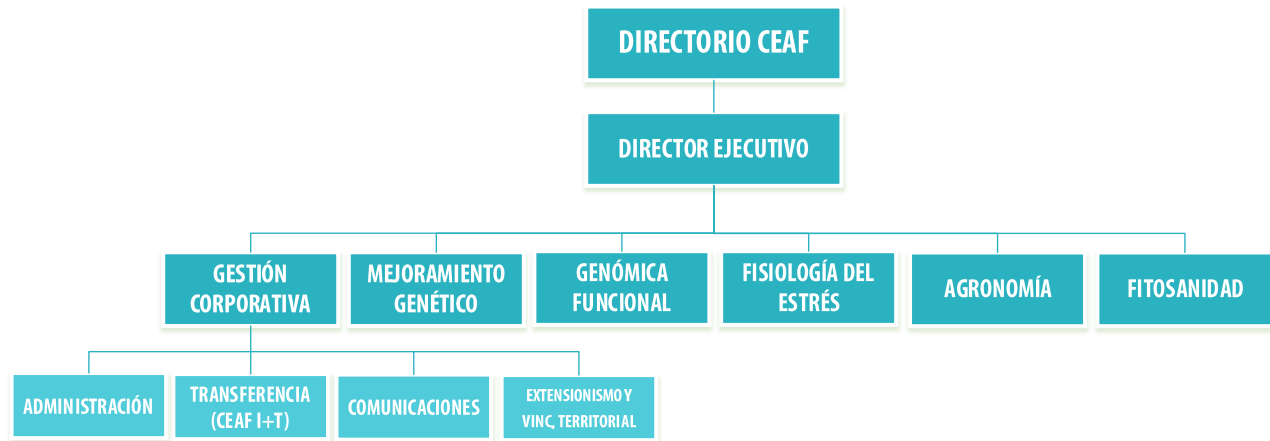 DIRECTORIO CEAF
DIRECTOR EJECUTIVO
GESTIÓN
CORPORATIVA
MEJORAMIENTO
GENÉTICO
GENÓMICA
FUNCIONAL
FISIOLOGÍA DEL
ESTRÉS
AGRONOMÍA
FITOSANIDAD
ADMINISTRACIÓN
TRANSFERENCIA
(CEAF I+T)
COMUNICACIONES
EXTENSIONISMO Y
VINC, TERRITORIAL